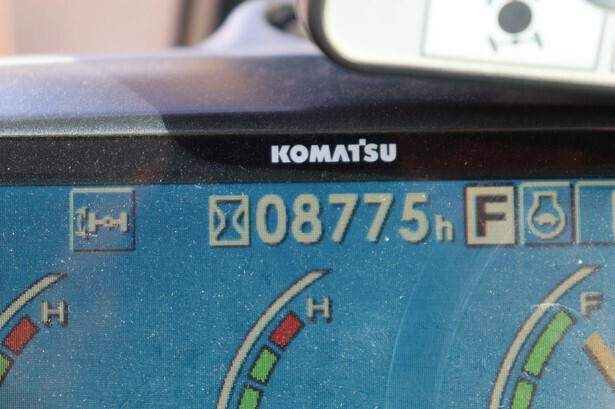 KOMATSU
08775h F
H H F